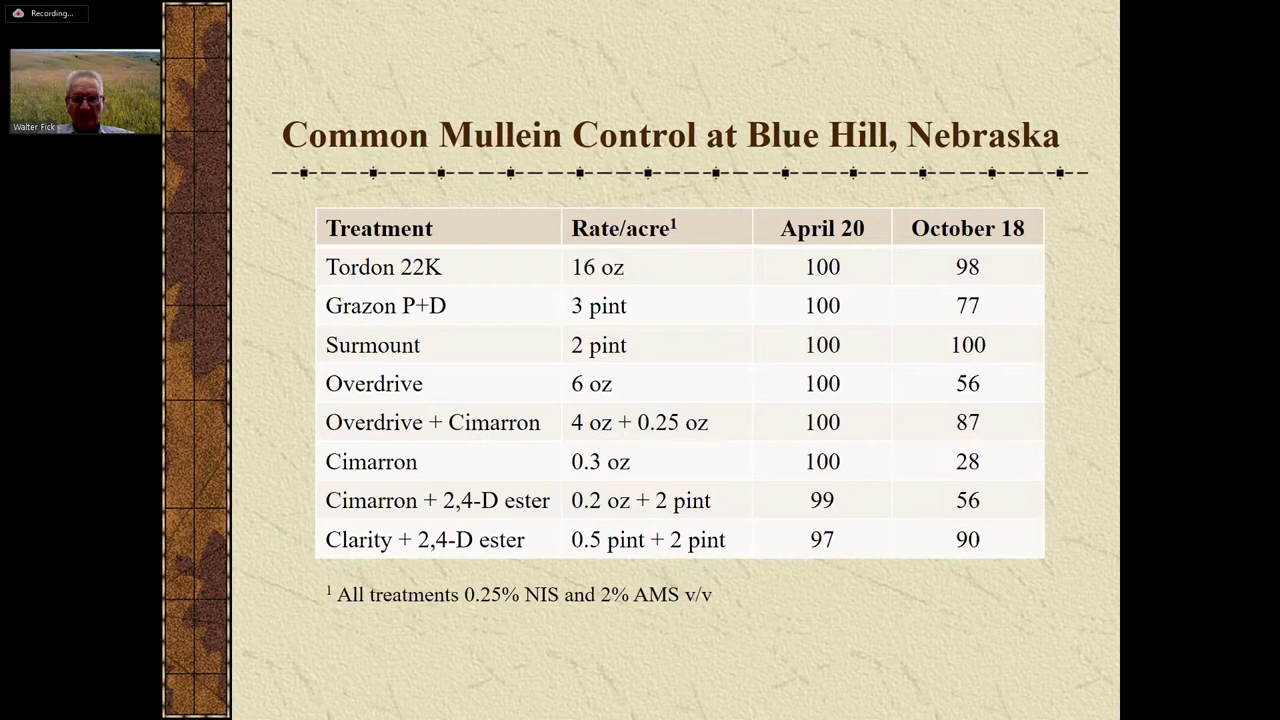 Recording...
Walter Fick
Common Mullein Control at Blue Hill, Nebraska
Treatment Rate/acre¹ April 20 October 18
Tordon 22K 16 oz 100 98
Grazon P+D 3 pint 100 77
Surmount 2 pint 100 100
Overdrive 6 oz 100 56
Overdrive + Cimarron 4 oz + 0.25 oz 100 87
Cimarron 0.3 oz 100 28
Cimarron + 2,4-D ester 0.2 oz + 2 pint 99 56
Clarity + 2,4-D ester 0.5 pint + 2 pint 97 90
¹ All treatments 0.25% NIS and 2% AMS v/v